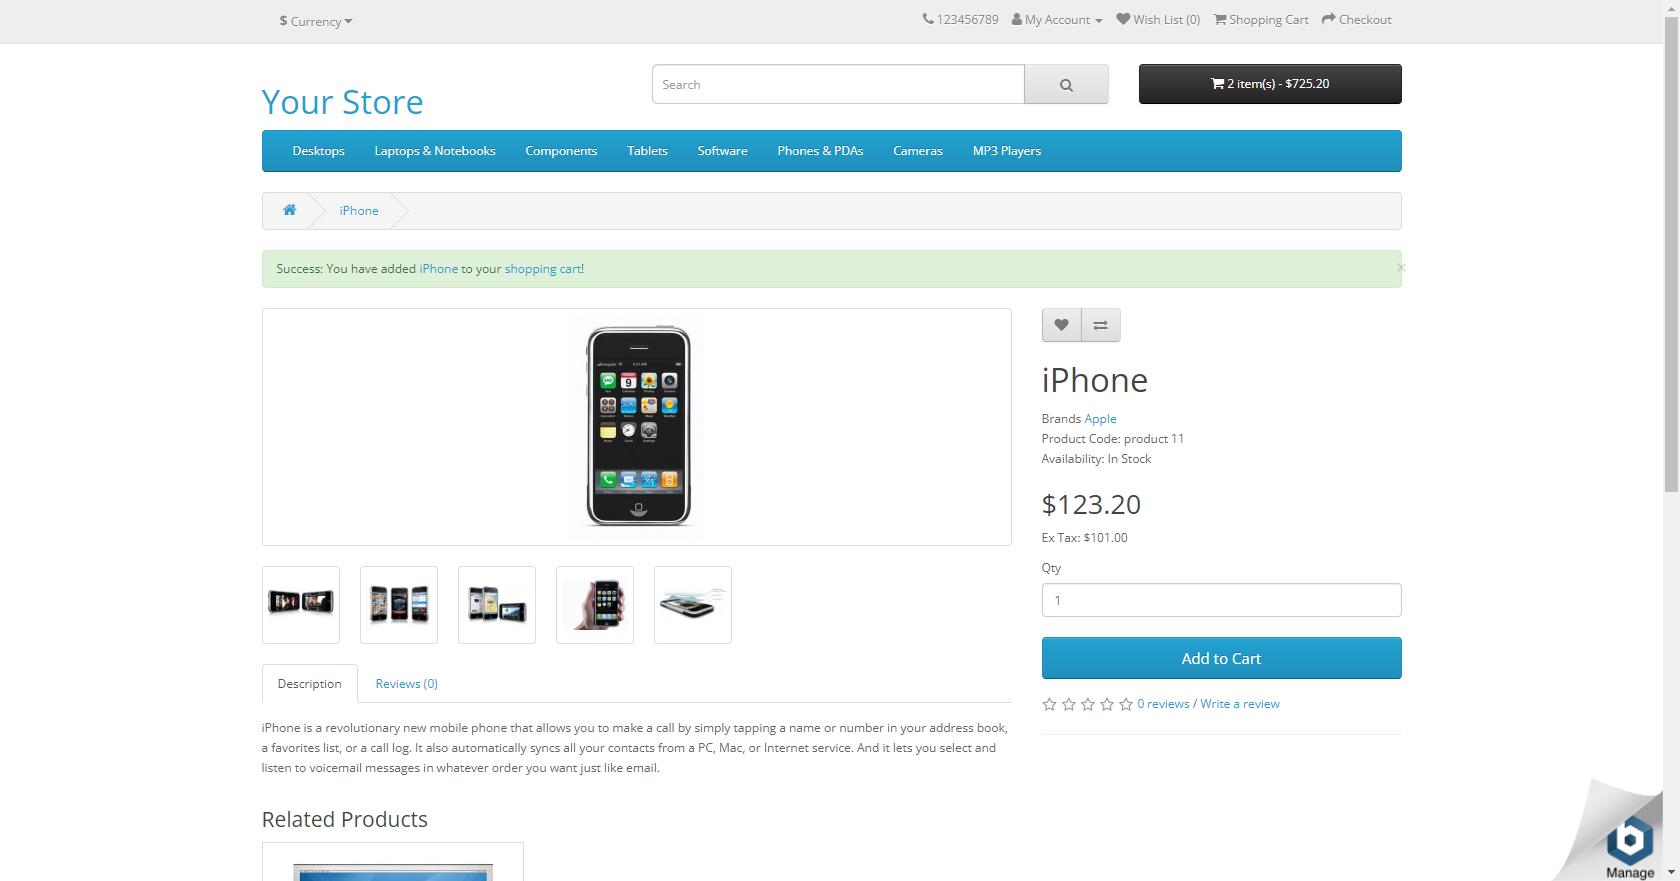 $ Currency
123456789 My Account Wish List (0) Shopping Cart Checkout
Your Store
Search
2 item(s) - $725.20
Desktops Laptops & Notebooks Components Tablets Software Phones & PDAs Cameras MP3 Players
iPhone
Success: You have added iPhone to your shopping cart!
×
iPhone
Brands Apple
Product Code: product 11
Availability: In Stock
$123.20
Ex Tax: $101.00
Qty
1
Add to Cart
0 reviews / Write a review
Description Reviews (0)
iPhone is a revolutionary new mobile phone that allows you to make a call by simply tapping a name or number in your address book,
a favorites list, or a call log. It also automatically syncs all your contacts from a PC, Mac, or Internet service. And it lets you select and
listen to voicemail messages in whatever order you want just like email.
Related Products
b
Manage